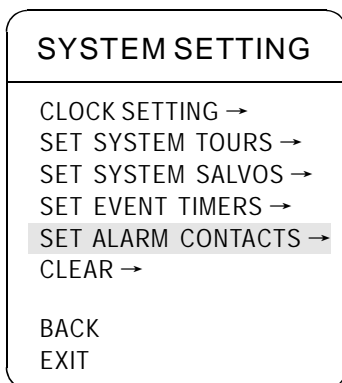 SYSTEM SETTING
CLOCK SETTING →
SET SYSTEM TOURS →
SET SYSTEM SALVOS →
SET EVENT TIMERS →
SET ALARM CONTACTS →
CLEAR →
BACK
EXIT